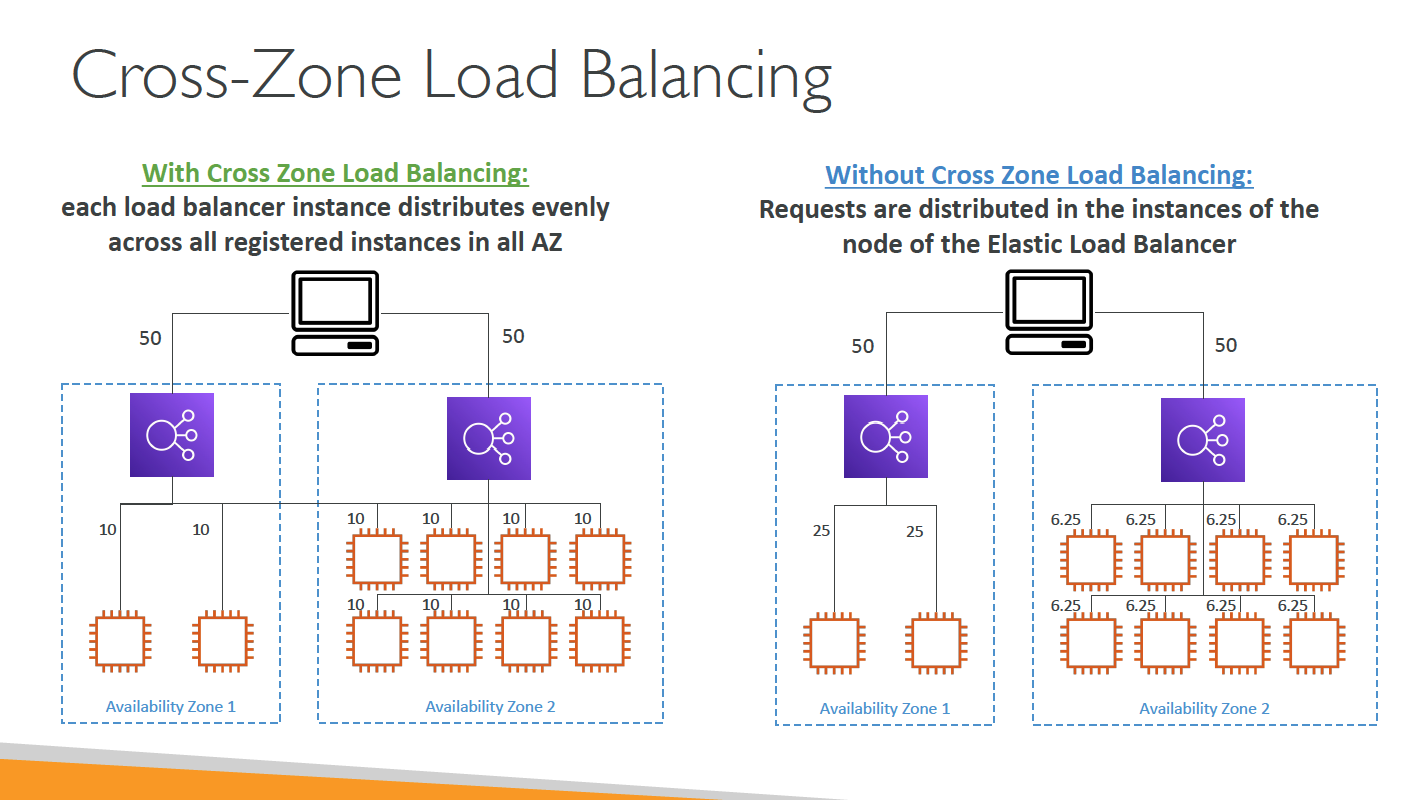 Cross-Zone Load Balancing
With Cross Zone Load Balancing:
each load balancer instance distributes evenly
across all registered instances in all AZ
50
50
10
10
10
10
10
10
10
10
10
10
Availability Zone 1
Availability Zone 2
Without Cross Zone Load Balancing:
Requests are distributed in the instances of the
node of the Elastic Load Balancer
50
50
25
25
6.25
6.25
6.25
6.25
6.25
6.25
6.25
6.25
Availability Zone 1
Availability Zone 2